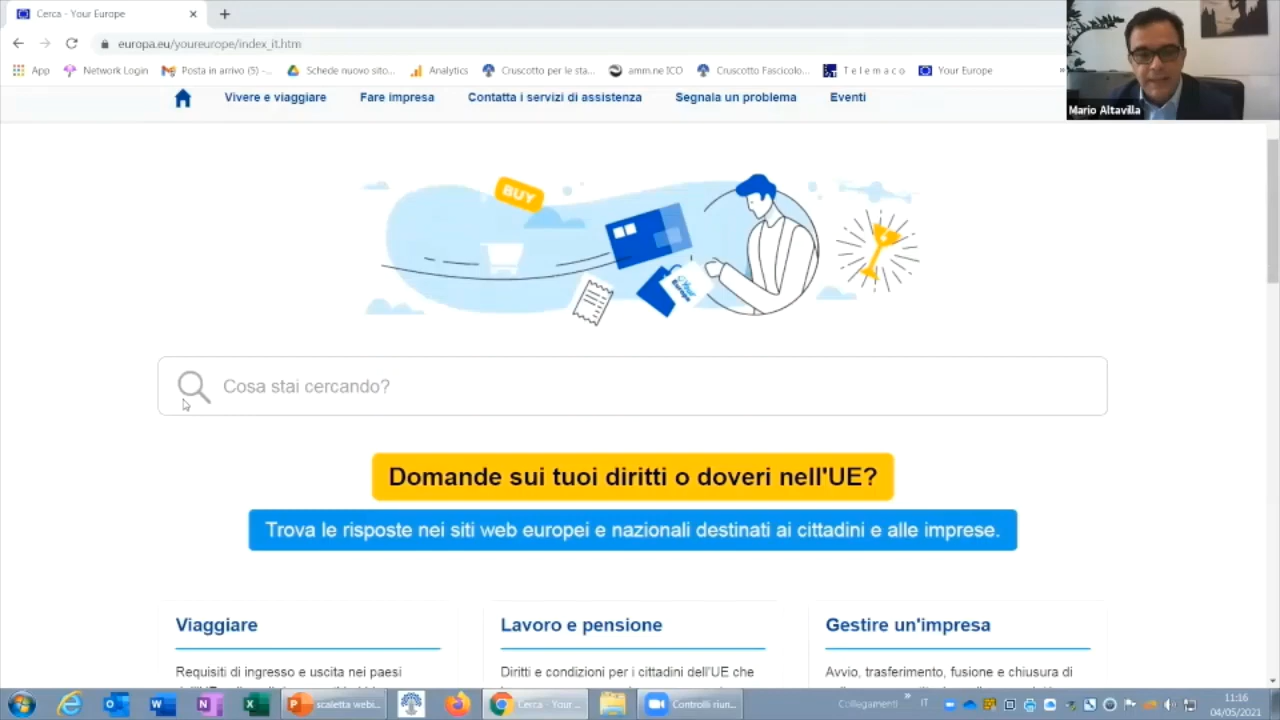 Cerca - Your Europe
europa.eu/youreurope/index_it.htm
App Network Login Posta in arrivo (5) -... Schede nuovo sito... Analytics Cruscotto per le sta... amm.ne ICO Cruscotto Fascicolo... Telemaco Your Europe »
Mario Altavilla
Vivere e viaggiare Fare impresa Contatta i servizi di assistenza Segnala un problema Eventi
BUY
Your Europe
Cosa stai cercando?
Domande sui tuoi diritti o doveri nell'UE?
Trova le risposte nei siti web europei e nazionali destinati ai cittadini e alle imprese.
Viaggiare Lavoro e pensione Gestire un'impresa
Requisiti di ingresso e uscita nei paesi Diritti e condizioni per i cittadini dell'UE che Avvio, trasferimento, fusione e chiusura di
scaletta webi... Cerca - Your ... Controlli riun... Collegamenti » IT 11:16
04/05/2021